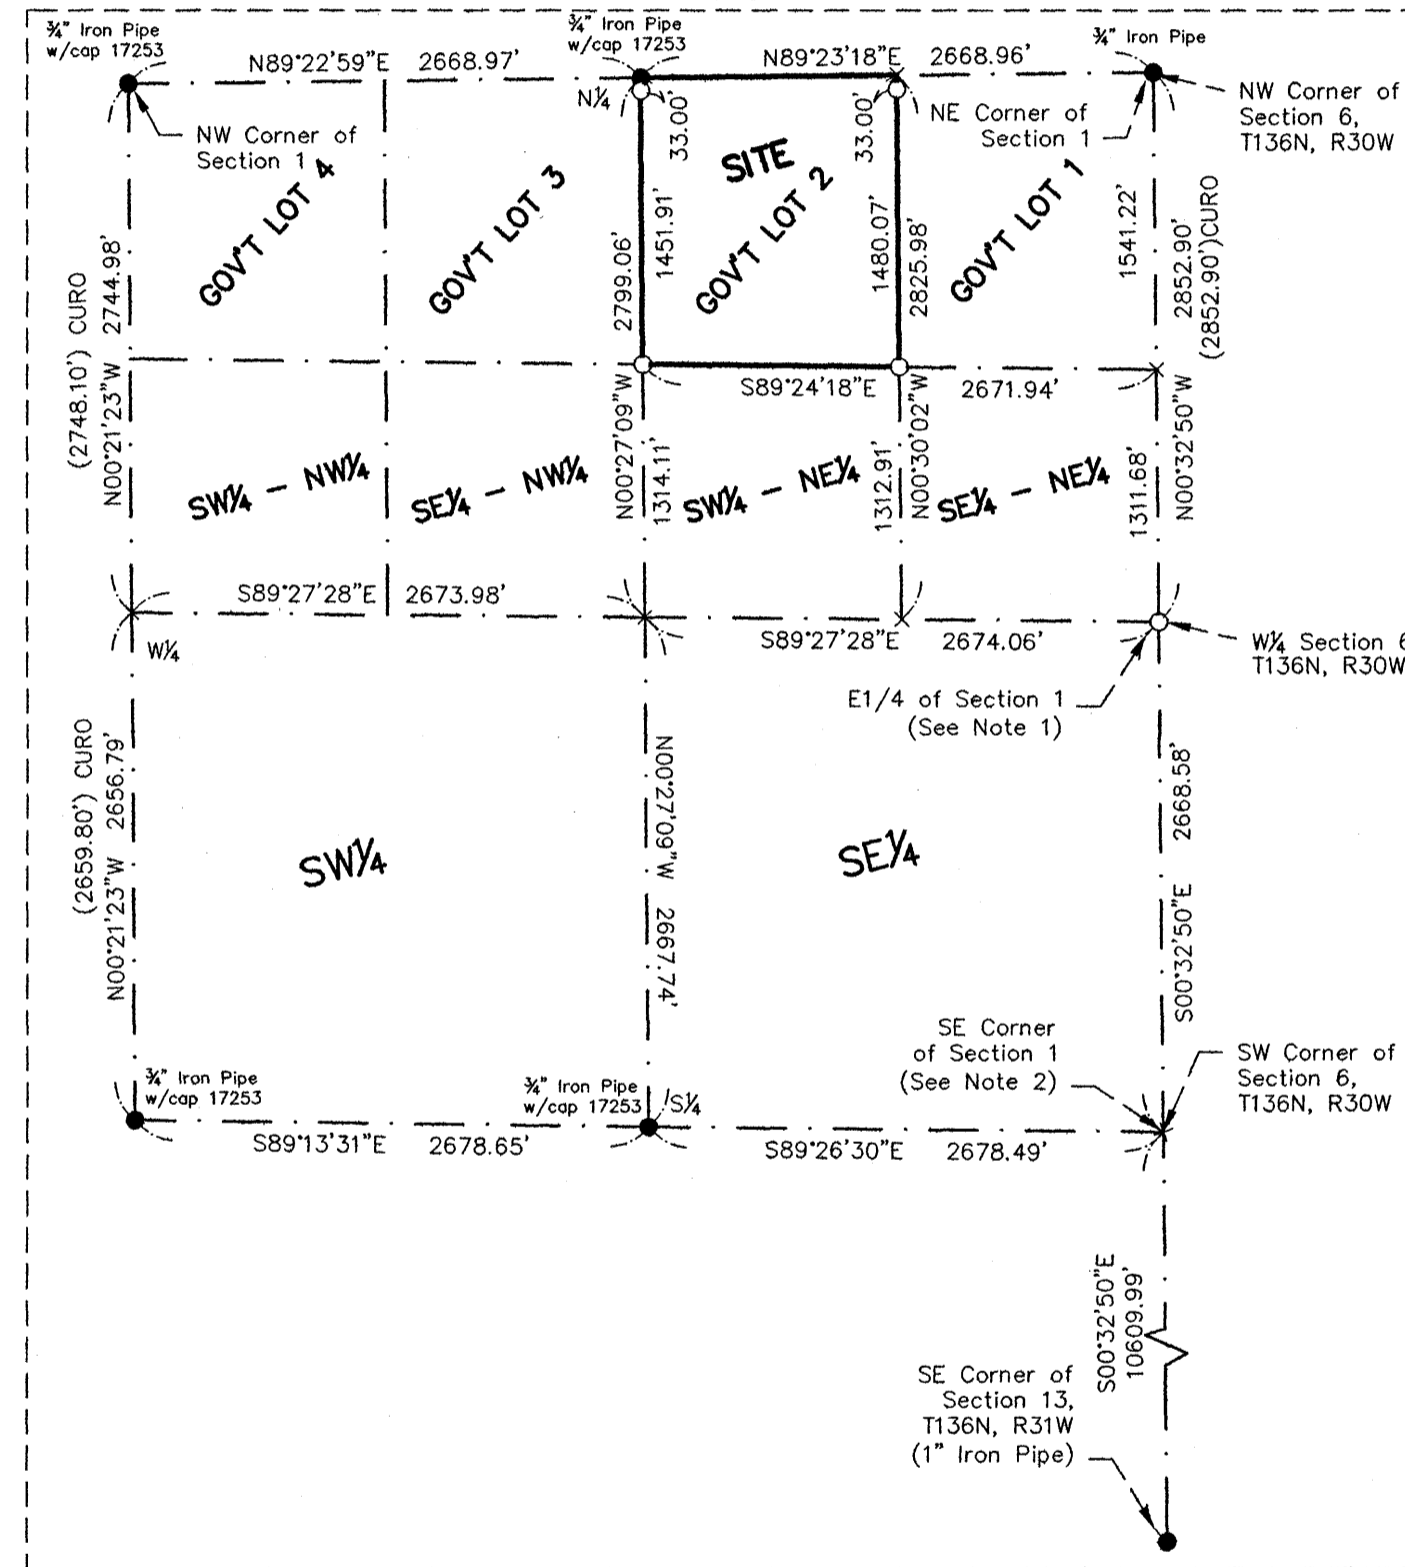 ¾" Iron Pipe
w/cap 17253
¾" Iron Pipe
w/cap 17253
¾" Iron Pipe
N89°22'59"E 2668.97'
N89°23'18"E 2668.96'
N¼
NW Corner of
Section 1
NE Corner of
Section 1
NW Corner of
Section 6,
T136N, R30W
33.00'
33.00'
SITE
GOV'T LOT 4
GOV'T LOT 3
GOV'T LOT 2
GOV'T LOT 1
(2748.10') CURO
N00°21'23"W 2744.98'
2799.06'
1451.91'
1480.07'
2825.98'
1541.22'
2852.90'
(2852.90')CURO
S89°24'18"E 2671.94'
N00°27'09"W
1314.11'
1312.91'
N00°30'02"W
1311.68'
N00°32'50"W
SW¼ - NW¼
SE¼ - NW¼
SW¼ - NE¼
SE¼ - NE¼
S89°27'28"E 2673.98'
S89°27'28"E 2674.06'
W¼
W¼ Section 6
T136N, R30W
E1/4 of Section 1
(See Note 1)
(2659.80') CURO
N00°21'23"W 2656.79'
N00°27'09"W 2667.74'
2668.58'
S00°32'50"E
SW¼
SE¼
SE Corner
of Section 1
(See Note 2)
SW Corner of
Section 6,
T136N, R30W
¾" Iron Pipe
w/cap 17253
¾" Iron Pipe
w/cap 17253
S¼
S89°13'31"E 2678.65'
S89°26'30"E 2678.49'
S00°32'50"E
10609.99'
SE Corner of
Section 13,
T136N, R31W
(1" Iron Pipe)